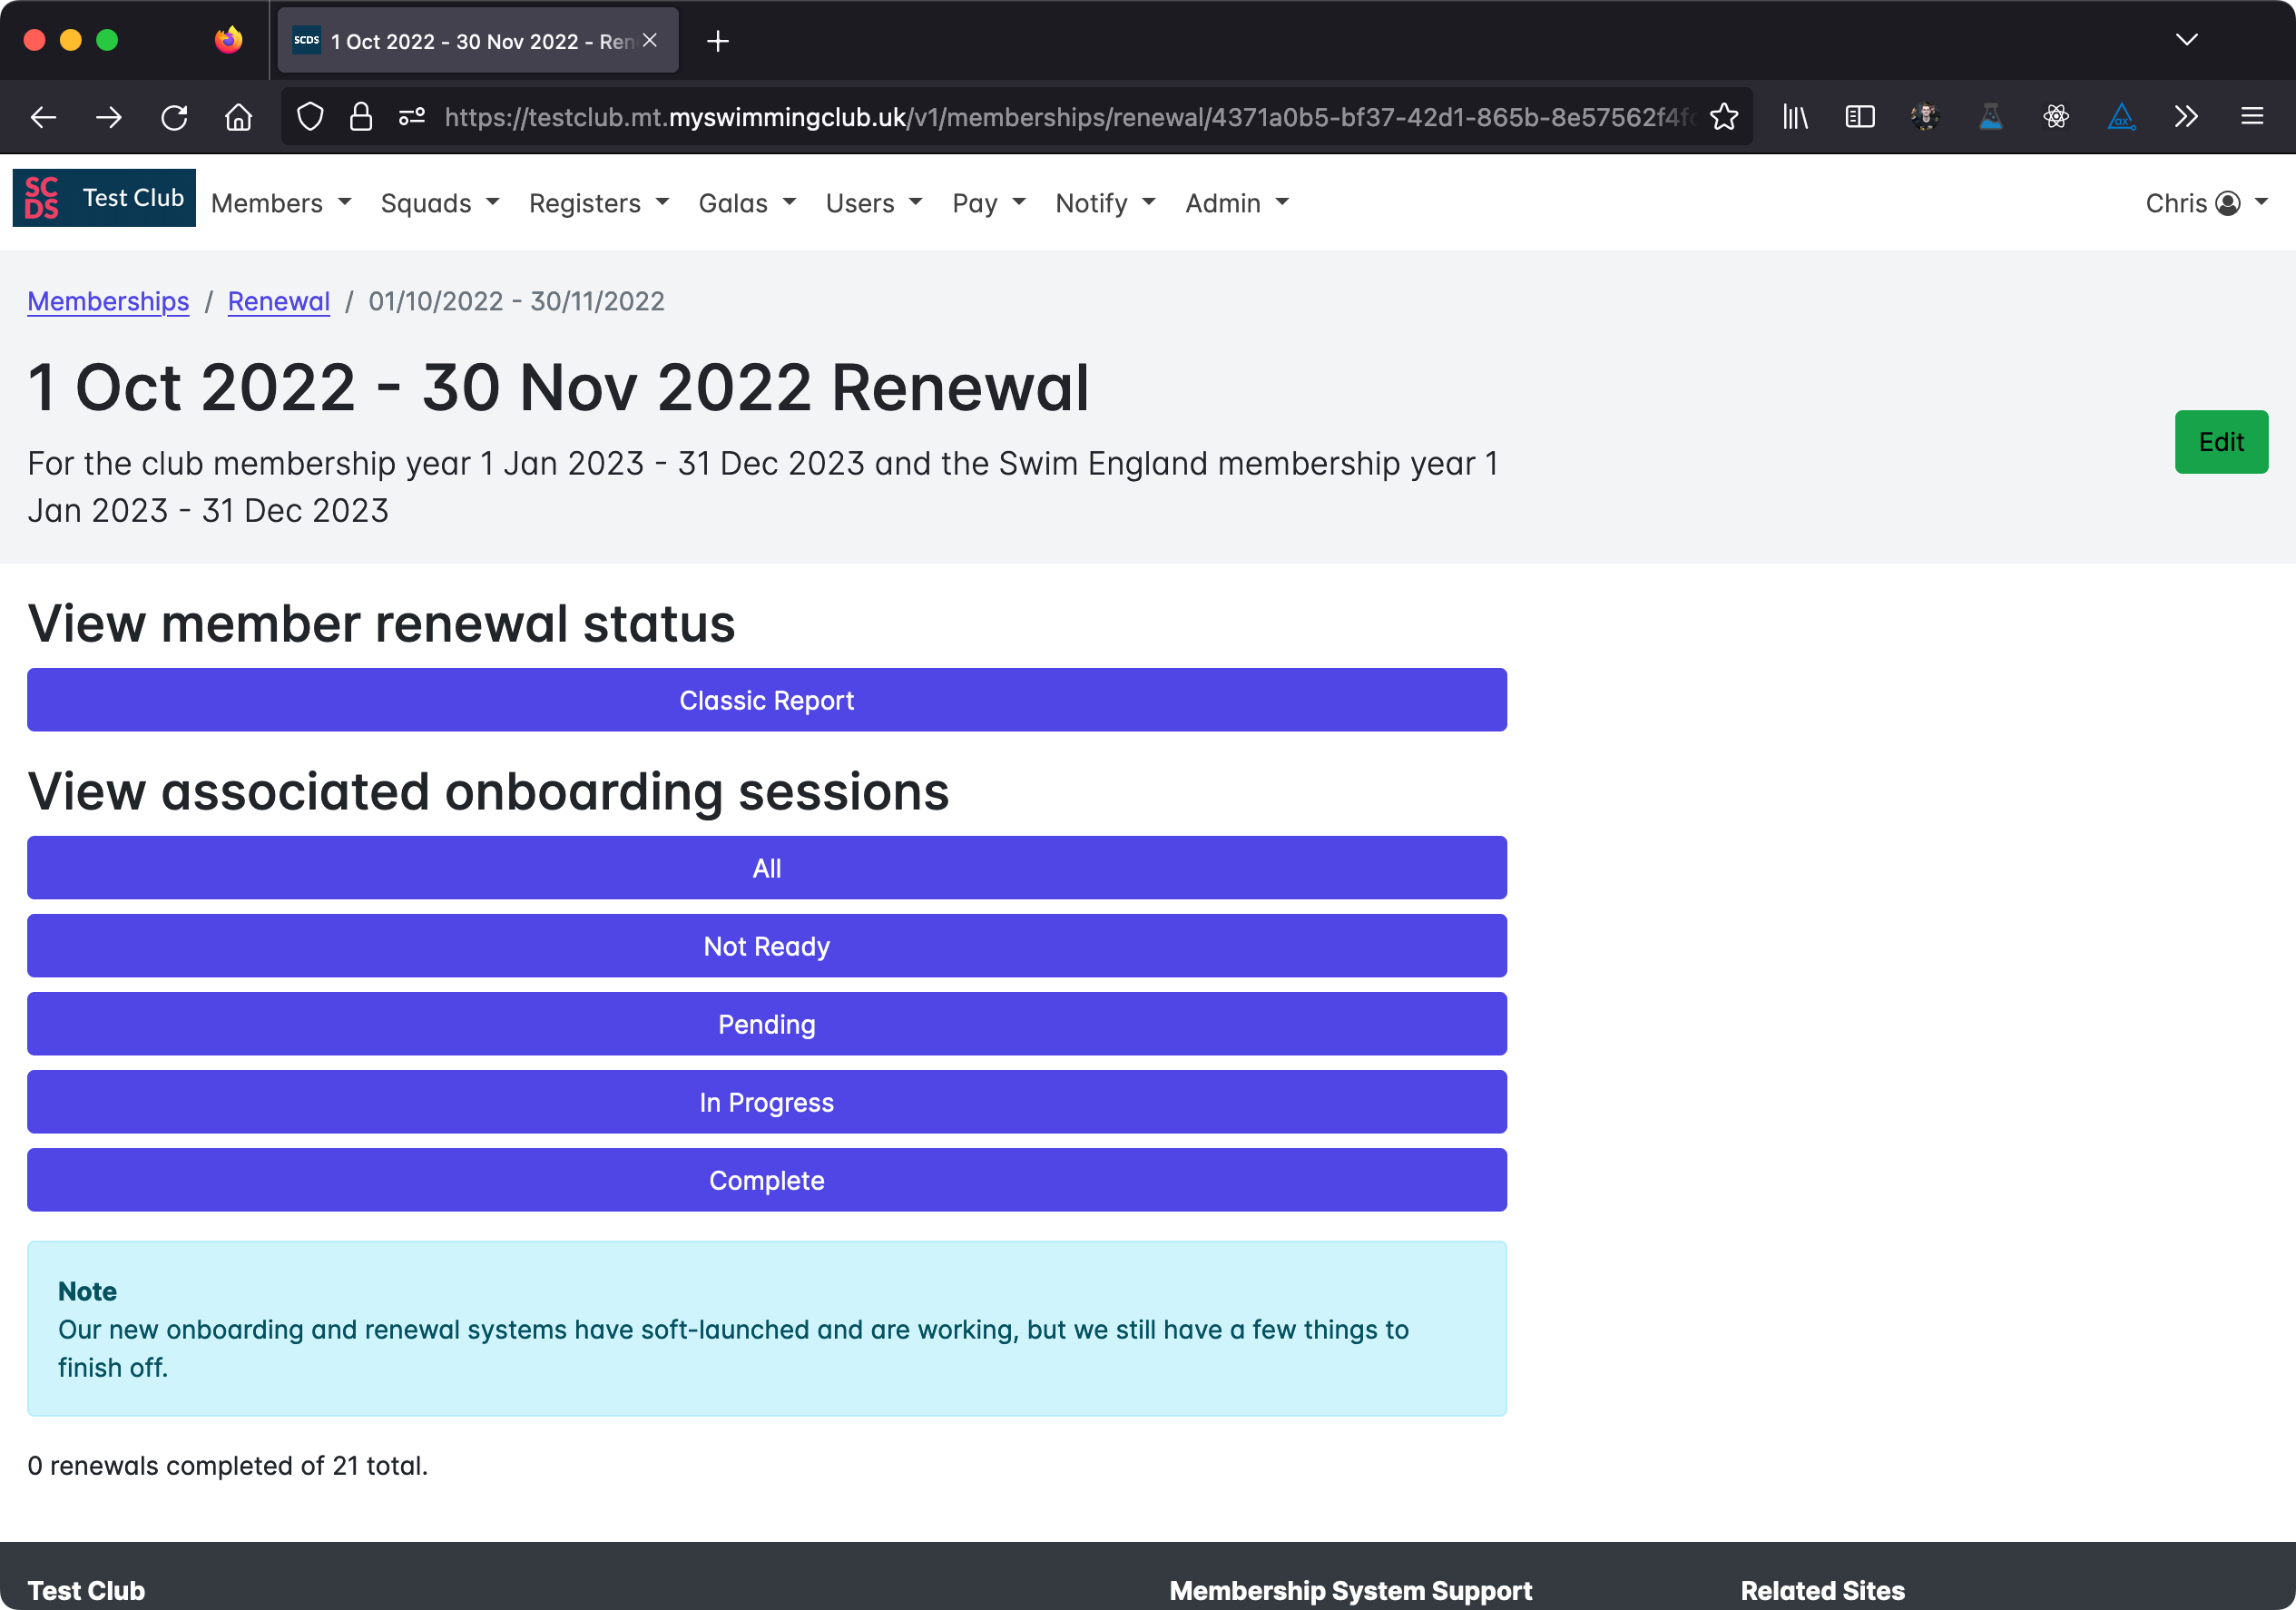 SCDS 1 Oct 2022 - 30 Nov 2022 - Ren
https://testclub.mt.myswimmingclub.uk/v1/memberships/renewal/4371a0b5-bf37-42d1-865b-8e57562f4f
SC
DS
Test Club Members Squads Registers Galas Users Pay Notify Admin Chris
Memberships / Renewal / 01/10/2022 - 30/11/2022
1 Oct 2022 - 30 Nov 2022 Renewal
Edit
For the club membership year 1 Jan 2023 - 31 Dec 2023 and the Swim England membership year 1
Jan 2023 - 31 Dec 2023
View member renewal status
Classic Report
View associated onboarding sessions
All
Not Ready
Pending
In Progress
Complete
Note
Our new onboarding and renewal systems have soft-launched and are working, but we still have a few things to
finish off.
0 renewals completed of 21 total.
Test Club Membership System Support Related Sites